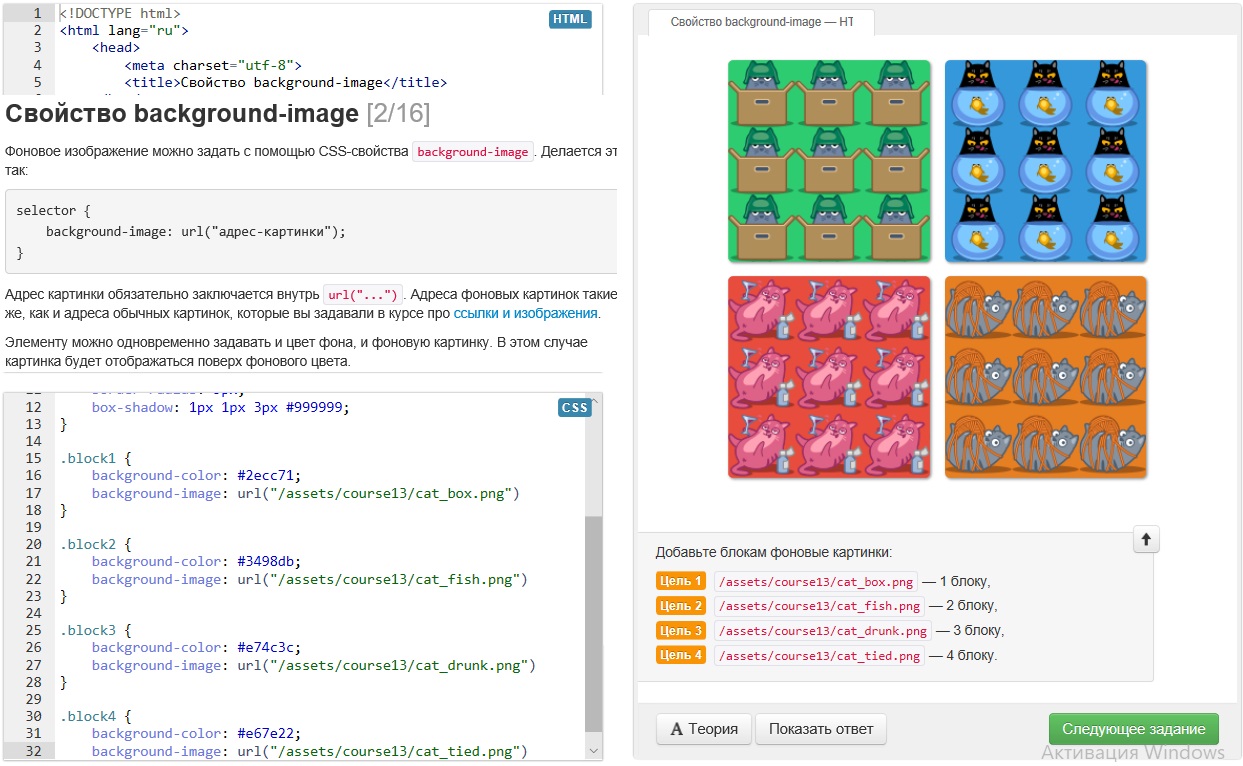 1 <!DOCTYPE html>
HTML
2 <html lang="ru">
3 <head>
4 <meta charset="utf-8">
5 <title>Свойство background-image</title>
Свойство background-image [2/16]
Фоновое изображение можно задать с помощью CSS-свойства background-image. Делается эт
так:
selector {
background-image: url("адрес-картинки");
}
Адрес картинки обязательно заключается внутрь url("..."). Адреса фоновых картинок такие
же, как и адреса обычных картинок, которые вы задавали в курсе про ссылки и изображения.
Элементу можно одновременно задавать и цвет фона, и фоновую картинку. В этом случае
картинка будет отображаться поверх фонового цвета.
CSS
12 box-shadow: 1px 1px 3px #999999;
13 }
14
15 .block1 {
16 background-color: #2ecc71;
17 background-image: url("/assets/course13/cat_box.png")
18 }
19
20 .block2 {
21 background-color: #3498db;
22 background-image: url("/assets/course13/cat_fish.png")
23 }
24
25 .block3 {
26 background-color: #e74c3c;
27 background-image: url("/assets/course13/cat_drunk.png")
28 }
29
30 .block4 {
31 background-color: #e67e22;
32 background-image: url("/assets/course13/cat_tied.png")
Свойство background-image — HT
Добавьте блокам фоновые картинки:
Цель 1 /assets/course13/cat_box.png — 1 блоку,
Цель 2 /assets/course13/cat_fish.png — 2 блоку,
Цель 3 /assets/course13/cat_drunk.png — 3 блоку,
Цель 4 /assets/course13/cat_tied.png — 4 блоку.
A Теория
Показать ответ
Следующее задание
Активация Windows